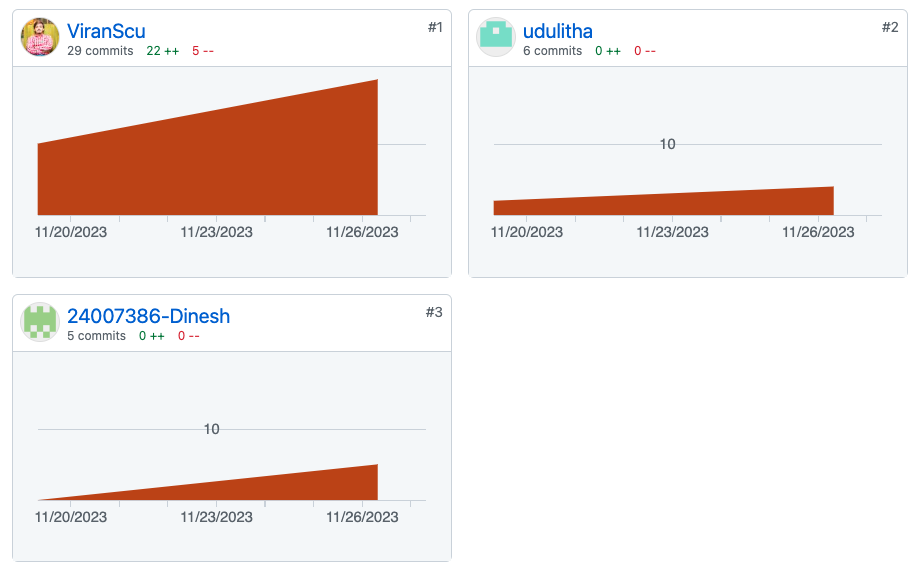 ViranScu #1
29 commits 22 ++ 5 --
11/20/2023 11/23/2023 11/26/2023
udulitha #2
6 commits 0 ++ 0 --
10
11/20/2023 11/23/2023 11/26/2023
24007386-Dinesh #3
5 commits 0 ++ 0 --
10
11/20/2023 11/23/2023 11/26/2023